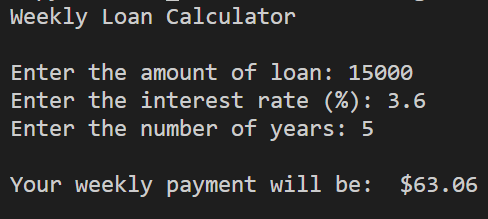 Weekly Loan Calculator
Enter the amount of loan: 15000
Enter the interest rate (%): 3.6
Enter the number of years: 5
Your weekly payment will be:  $63.06